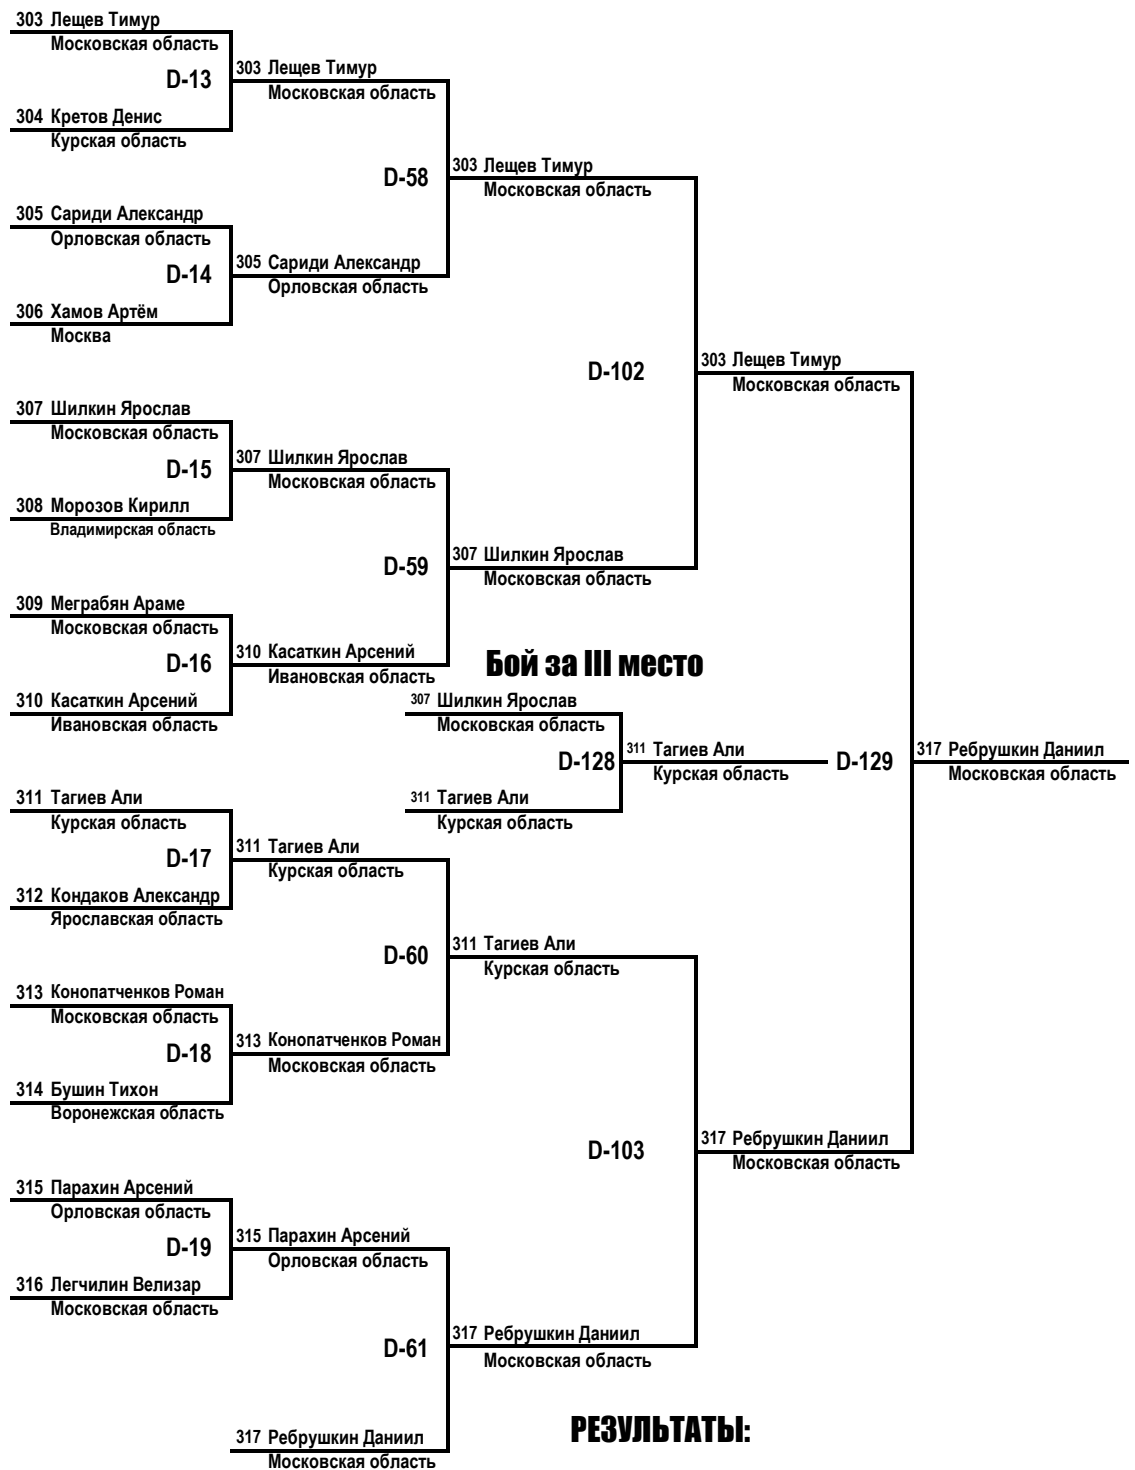 303 Лещев Тимур
Московская область
D-13
303 Лещев Тимур
Московская область
304 Кретов Денис
Курская область
D-58
303 Лещев Тимур
Московская область
305 Сариди Александр
Орловская область
D-14
305 Сариди Александр
Орловская область
306 Хамов Артём
Москва
D-102
303 Лещев Тимур
Московская область
307 Шилкин Ярослав
Московская область
D-15
307 Шилкин Ярослав
Московская область
308 Морозов Кирилл
Владимирская область
D-59
307 Шилкин Ярослав
Московская область
309 Меграбян Араме
Московская область
D-16
310 Касаткин Арсений
Ивановская область
310 Касаткин Арсений
Ивановская область
Бой за III место
307 Шилкин Ярослав
Московская область
D-128
311 Тагиев Али
Курская область
311 Тагиев Али
Курская область
D-129
317 Ребрушкин Даниил
Московская область
311 Тагиев Али
Курская область
D-17
311 Тагиев Али
Курская область
312 Кондаков Александр
Ярославская область
D-60
311 Тагиев Али
Курская область
313 Конопатченков Роман
Московская область
D-18
313 Конопатченков Роман
Московская область
314 Бушин Тихон
Воронежская область
D-103
317 Ребрушкин Даниил
Московская область
315 Парахин Арсений
Орловская область
D-19
315 Парахин Арсений
Орловская область
316 Легчилин Велизар
Московская область
D-61
317 Ребрушкин Даниил
Московская область
317 Ребрушкин Даниил
Московская область
РЕЗУЛЬТАТЫ: